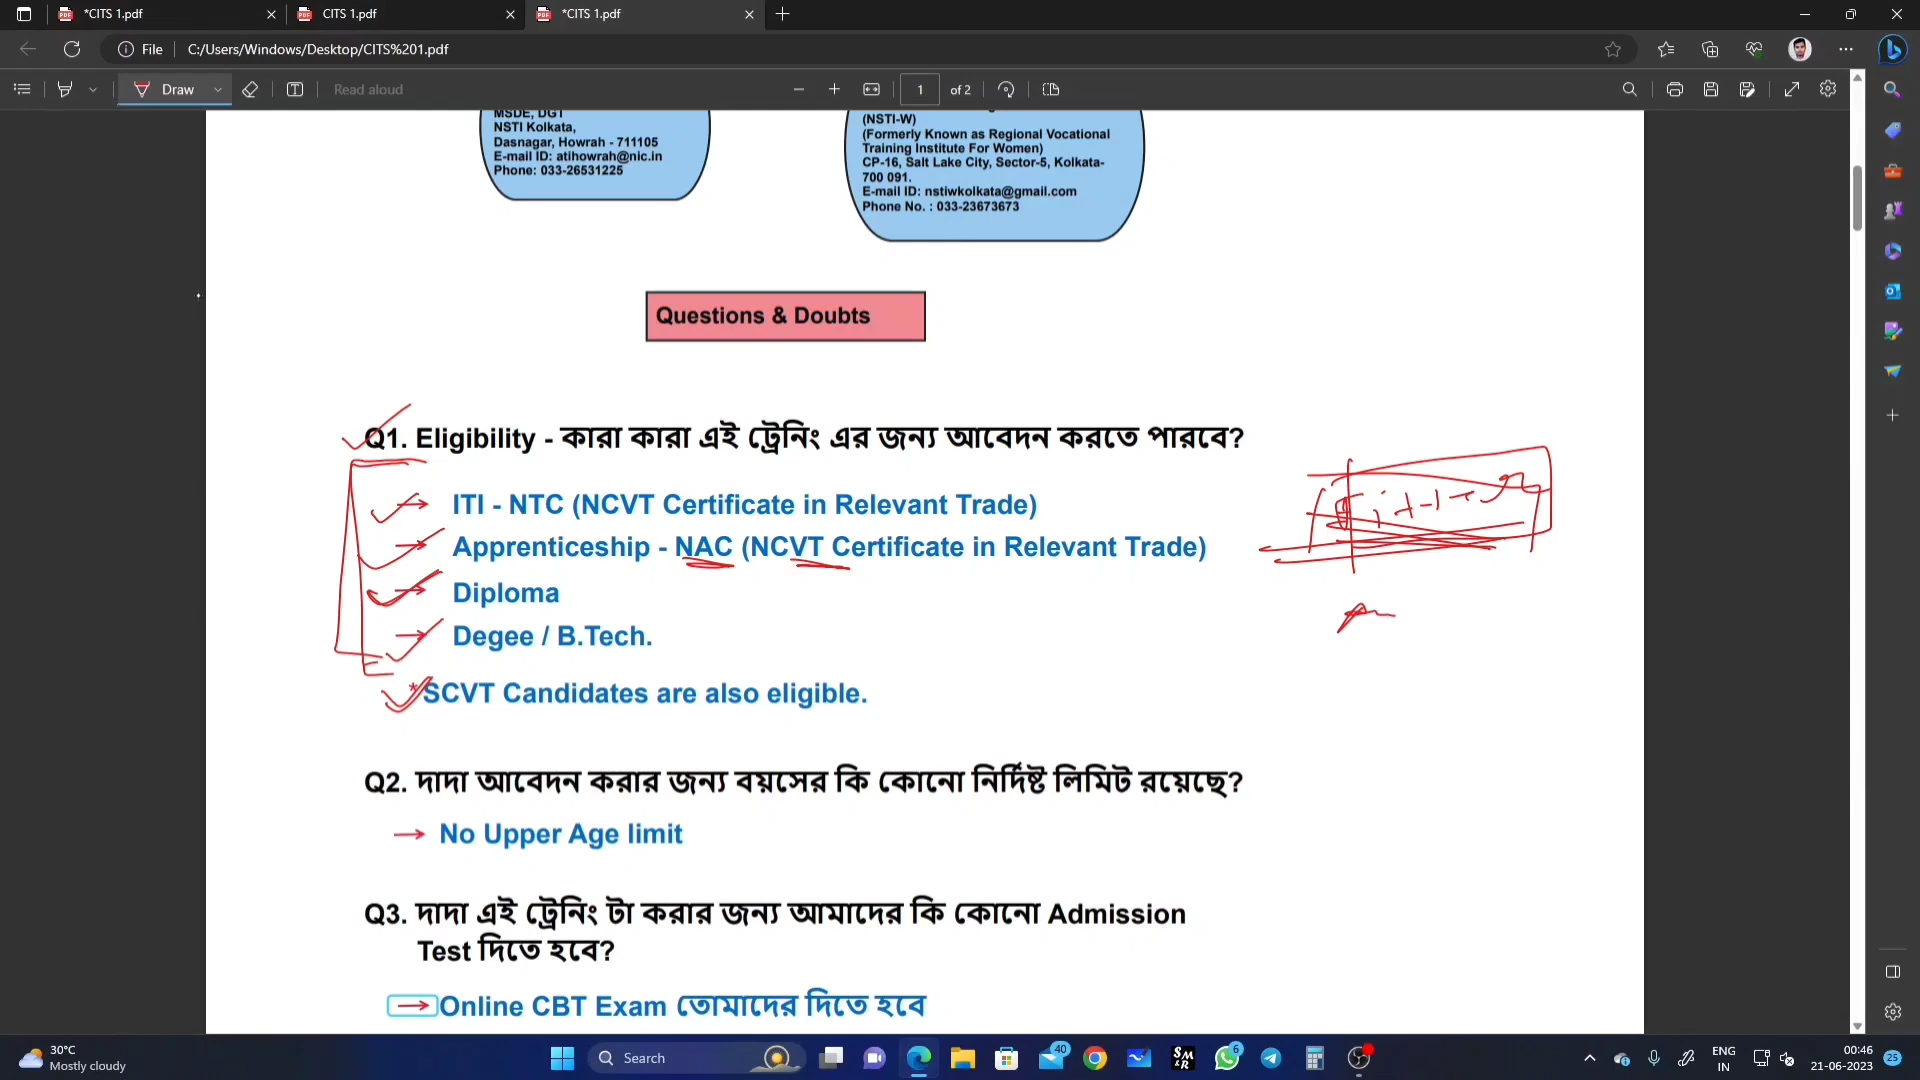 *CITS 1.pdf
CITS 1.pdf
*CITS 1.pdf
File
C:/Users/Windows/Desktop/CITS%201.pdf
Draw
Read aloud
1
of 2
MSDE, DGT
NSTI Kolkata,
Dasnagar, Howrah - 711105
E-mail ID: atihowrah@nic.in
Phone: 033-26531225
(NSTI-W)
(Formerly Known as Regional Vocational
Training Institute For Women)
CP-16, Salt Lake City, Sector-5, Kolkata-
700 091.
E-mail ID: nstiwkolkata@gmail.com
Phone No. : 033-23673673
Questions & Doubts
Q1. Eligibility - কারা কারা এই ট্রেনিং এর জন্য আবেদন করতে পারবে?
→ ITI - NTC (NCVT Certificate in Relevant Trade)
→ Apprenticeship - NAC (NCVT Certificate in Relevant Trade)
→ Diploma
→ Degee / B.Tech.
*SCVT Candidates are also eligible.
Q2. দাদা আবেদন করার জন্য বয়সের কি কোনো নির্দিষ্ট লিমিট রয়েছে?
→ No Upper Age limit
Q3. দাদা এই ট্রেনিং টা করার জন্য আমাদের কি কোনো Admission
Test দিতে হবে?
→ Online CBT Exam তোমাদের দিতে হবে
30°C
Mostly cloudy
Search
40
SM&R
6
ENG
IN
00:46
21-06-2023
25